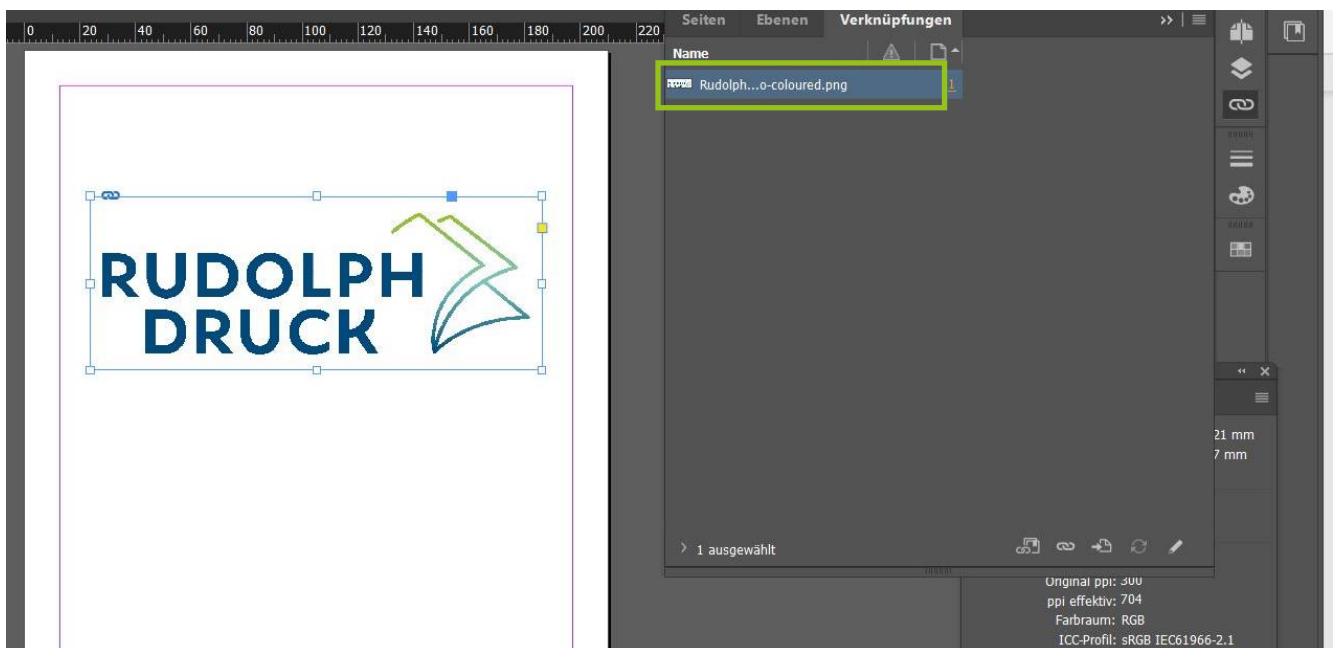 Seiten Ebenen Verknüpfungen
0 20 40 60 80 100 120 140 160 180 200 220
Name
Rudolph...o-coloured.png 1
RUDOLPH
DRUCK
21 mm
7 mm
> 1 ausgewählt
Original ppi: 300
ppi effektiv: 704
Farbraum: RGB
ICC-Profil: sRGB IEC61966-2.1